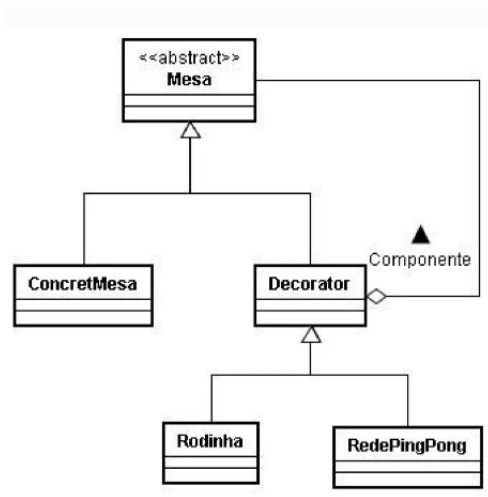 <<abstract>>
Mesa
Componente
ConcretMesa
Decorator
Rodinha
RedePingPong